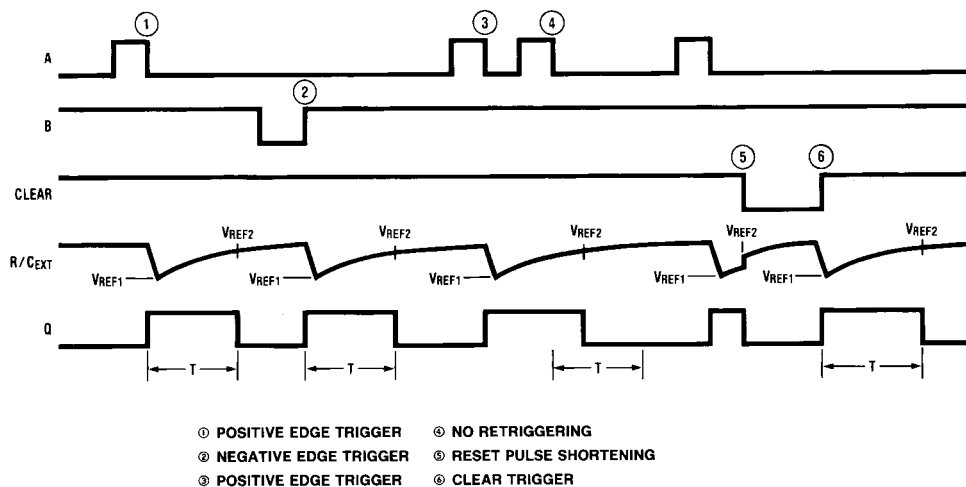 ① ③ ④
A
②
B
⑤ ⑥
CLEAR
VREF2 VREF2 VREF2 VREF2 VREF2
R/CEXT
VREF1 VREF1 VREF1 VREF1 VREF1
Q
T T T T
① POSITIVE EDGE TRIGGER ④ NO RETRIGGERING
② NEGATIVE EDGE TRIGGER ⑤ RESET PULSE SHORTENING
③ POSITIVE EDGE TRIGGER ⑥ CLEAR TRIGGER